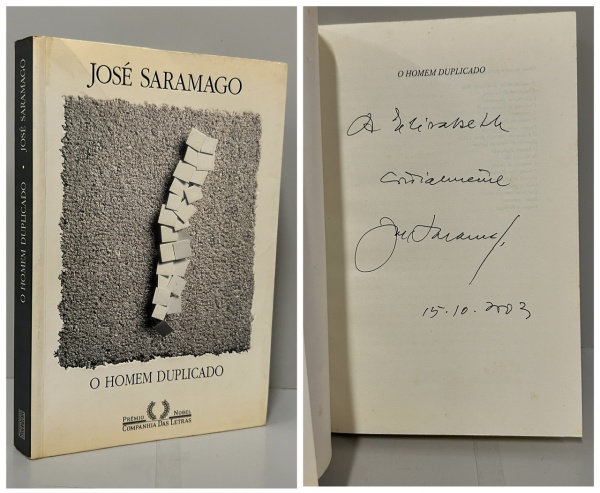 O HOMEM DUPLICADO • JOSÉ SARAMAGO
JOSÉ SARAMAGO
O HOMEM DUPLICADO
PRÊMIO NOBEL
COMPANHIA DAS LETRAS
O HOMEM DUPLICADO
A Elisabeth
cordialmente
José Saramago
15.10.2003